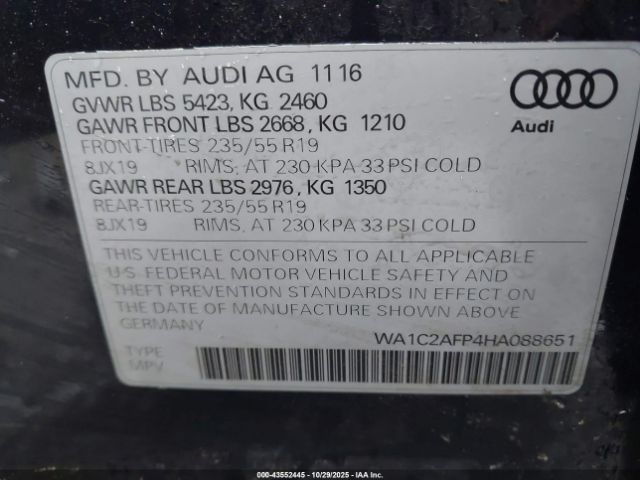 MFD. BY AUDI AG 1116
GVWR LBS 5423, KG 2460
GAWR FRONT LBS 2668, KG 1210
FRONT-TIRES 235/55 R19
8JX19 RIMS, AT 230 KPA 33 PSI COLD
GAWR REAR LBS 2976, KG 1350
REAR-TIRES 235/55 R19
8JX19 RIMS, AT 230 KPA 33 PSI COLD
Audi
THIS VEHICLE CONFORMS TO ALL APPLICABLE
U.S. FEDERAL MOTOR VEHICLE SAFETY AND
THEFT PREVENTION STANDARDS IN EFFECT ON
THE DATE OF MANUFACTURE SHOWN ABOVE
GERMANY
WA1C2AFP4HA088651
TYPE
MPV
000-43552445 - 10/29/2025 - IAAI.com